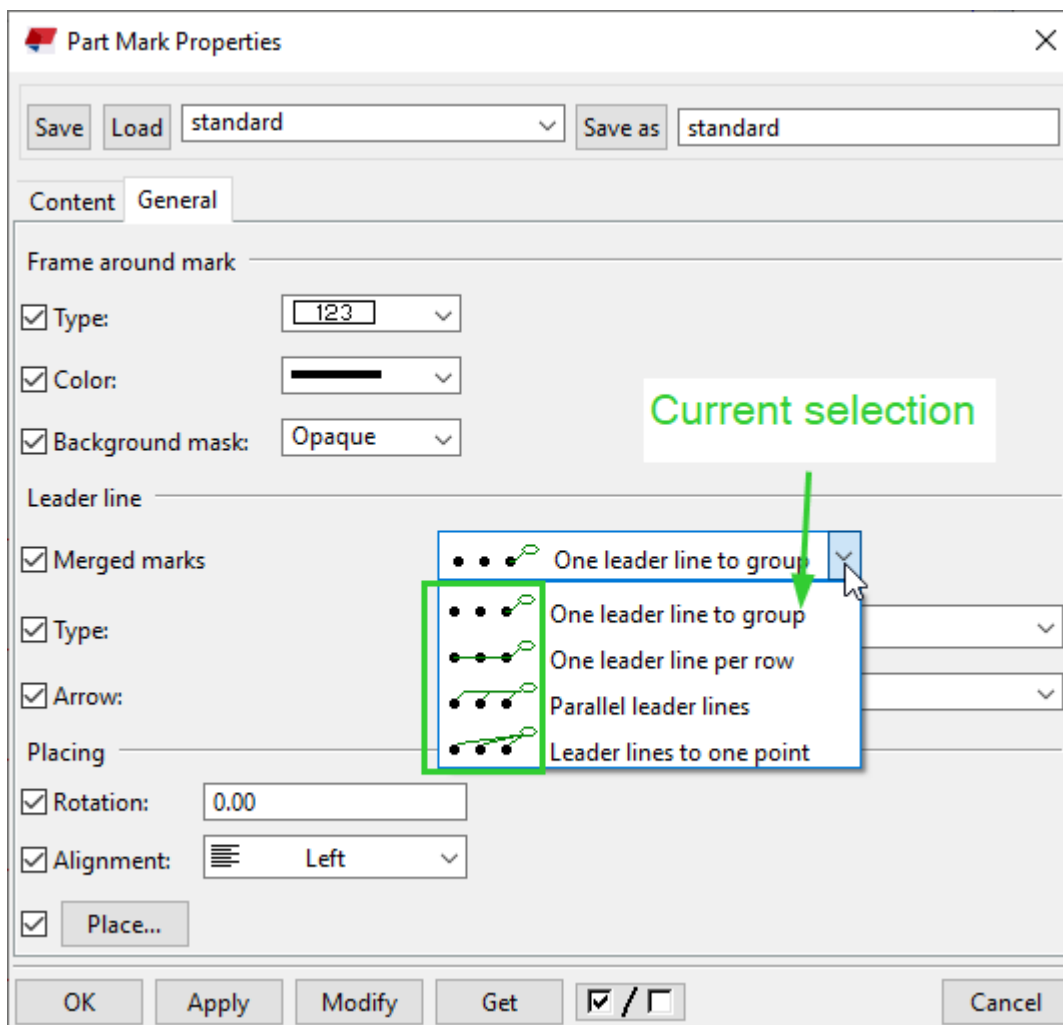 Part Mark Properties
Save Load standard Save as standard
Content General
Frame around mark
Type: 123
Color:
Current selection
Background mask: Opaque
Leader line
Merged marks One leader line to group
One leader line to group
Type:
One leader line per row
Arrow: Parallel leader lines
Placing Leader lines to one point
Rotation: 0.00
Alignment: Left
Place...
OK Apply Modify Get / Cancel